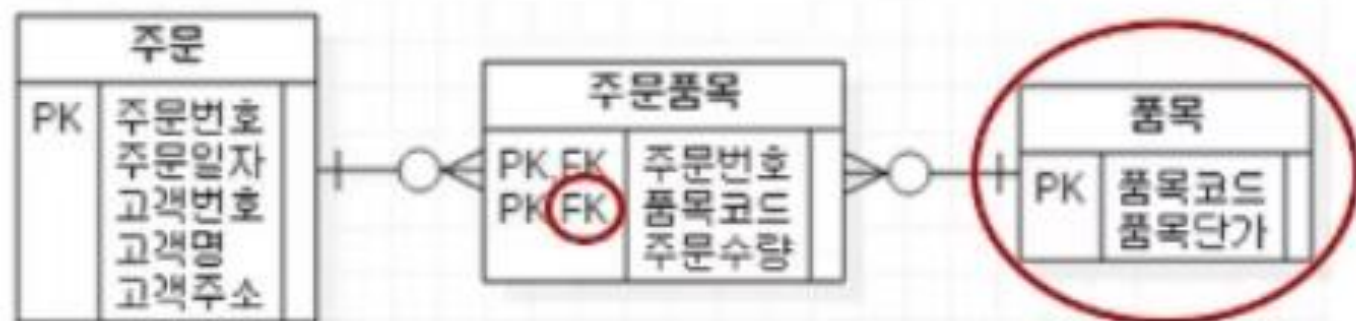 주문
PK 주문번호
주문일자
고객번호
고객명
고객주소
주문품목
PK FK 주문번호
PK FK 품목코드
주문수량
품목
PK 품목코드
품목단가